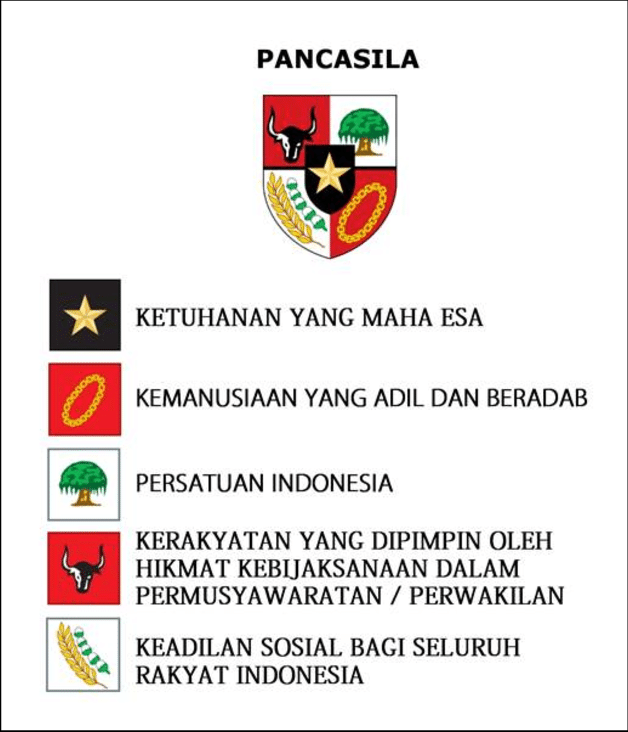 PANCASILA
KETUHANAN YANG MAHA ESA
KEMANUSIAAN YANG ADIL DAN BERADAB
PERSATUAN INDONESIA
KERAKYATAN YANG DIPIMPIN OLEH
HIKMAT KEBIJAKSANAAN DALAM
PERMUSYAWARATAN / PERWAKILAN
KEADILAN SOSIAL BAGI SELURUH
RAKYAT INDONESIA